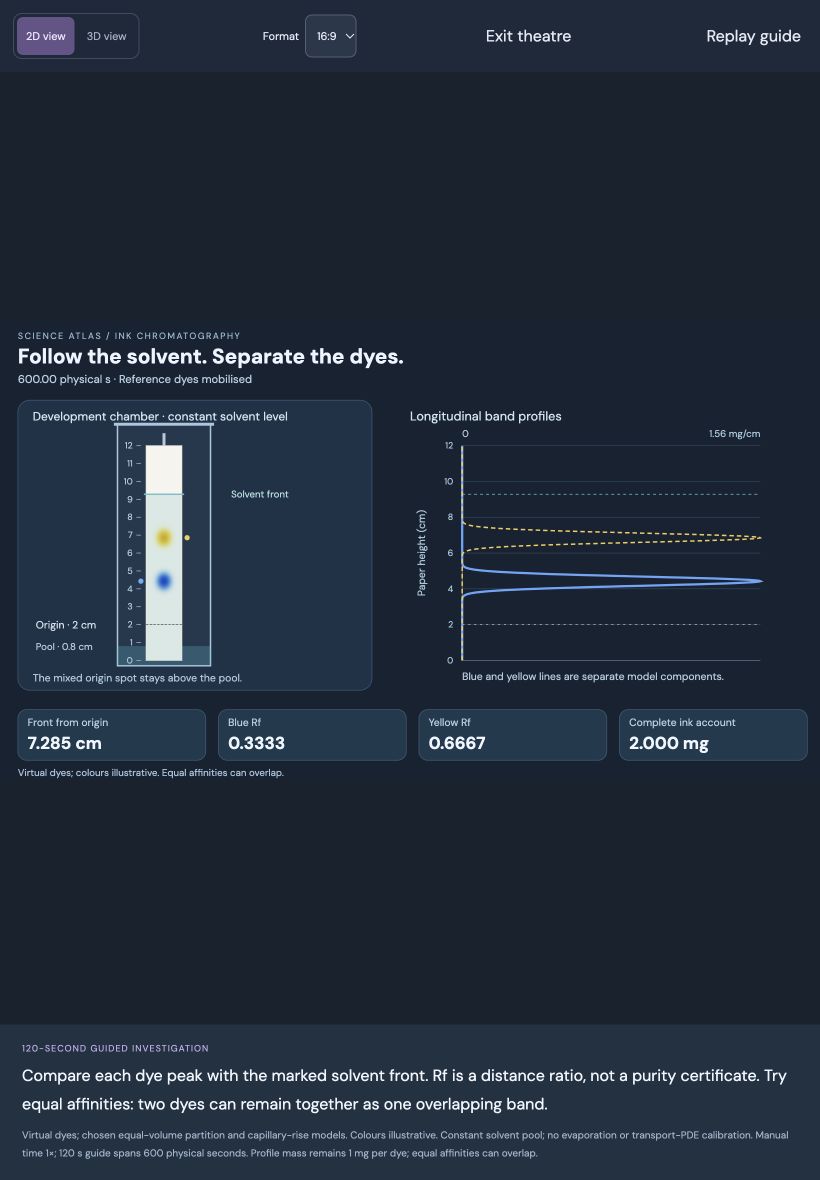 2D view
3D view
Format
16:9
Exit theatre
Replay guide
SCIENCE ATLAS / INK CHROMATOGRAPHY
Follow the solvent. Separate the dyes.
600.00 physical s · Reference dyes mobilised
Development chamber · constant solvent level
12
11
10
9
8
7
6
5
4
3
2
1
0
Solvent front
Origin · 2 cm
Pool · 0.8 cm
The mixed origin spot stays above the pool.
Longitudinal band profiles
0
1.56 mg/cm
12
10
8
6
4
2
0
Paper height (cm)
Blue and yellow lines are separate model components.
Front from origin
7.285 cm
Blue Rf
0.3333
Yellow Rf
0.6667
Complete ink account
2.000 mg
Virtual dyes; colours illustrative. Equal affinities can overlap.
120-SECOND GUIDED INVESTIGATION
Compare each dye peak with the marked solvent front. Rf is a distance ratio, not a purity certificate. Try
equal affinities: two dyes can remain together as one overlapping band.
Virtual dyes; chosen equal-volume partition and capillary-rise models. Colours illustrative. Constant solvent pool; no evaporation or transport-PDE calibration. Manual
time 1×; 120 s guide spans 600 physical seconds. Profile mass remains 1 mg per dye; equal affinities can overlap.